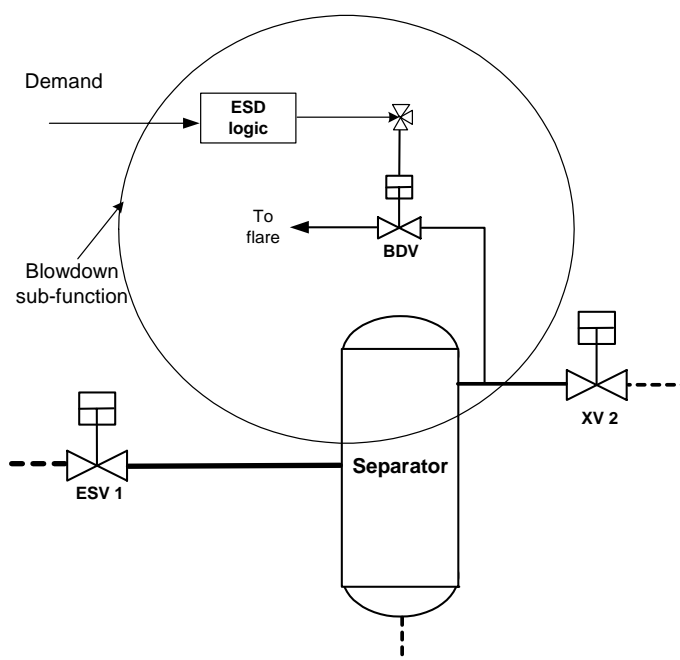 Demand
ESD
logic
To
flare
BDV
Blowdown
sub-function
XV 2
Separator
ESV 1